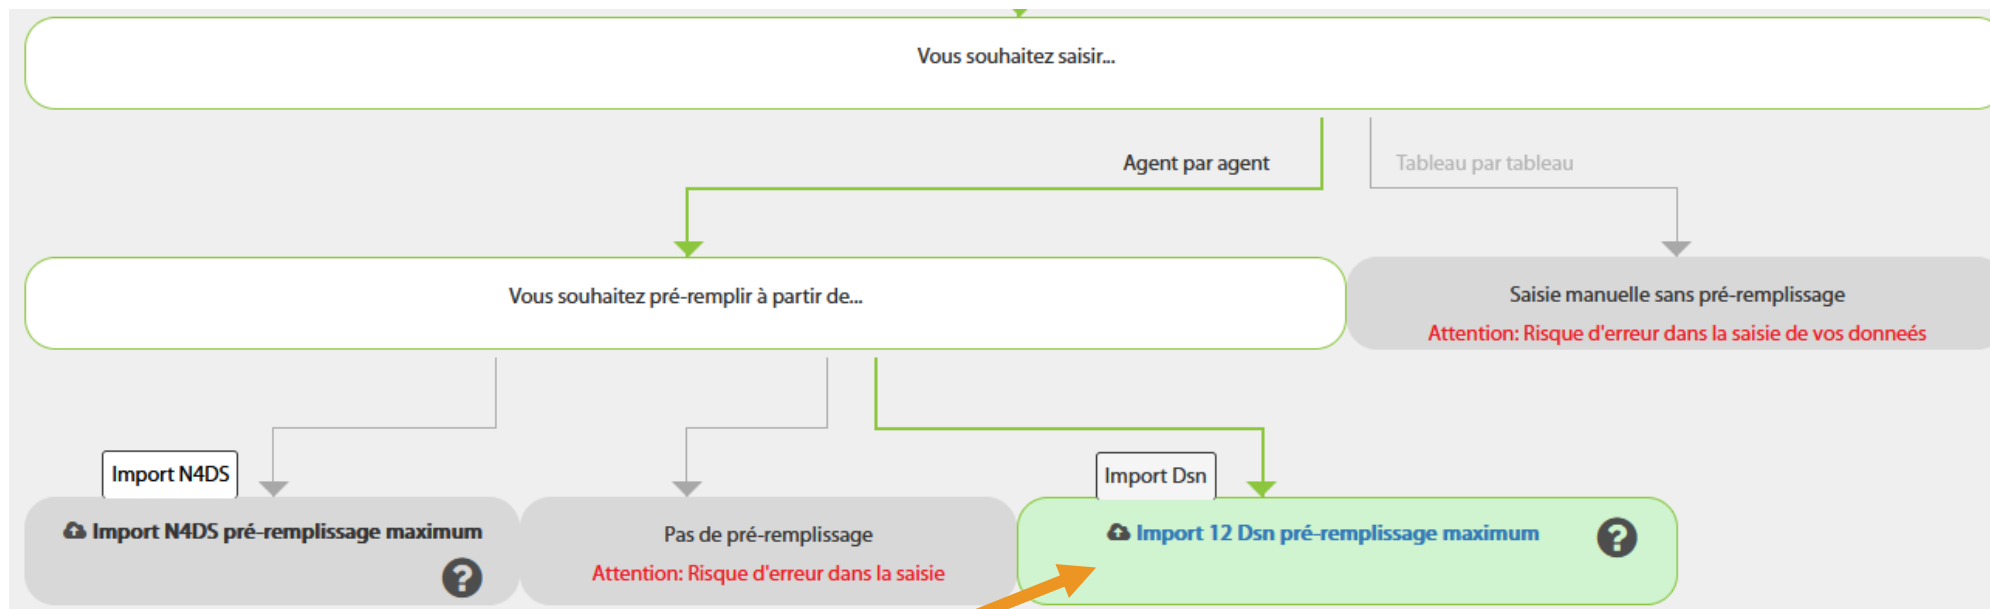 Vous souhaitez saisir...
Agent par agent
Tableau par tableau
Vous souhaitez pré-remplir à partir de...
Saisie manuelle sans pré-remplissage
Attention: Risque d'erreur dans la saisie de vos donneés
Import N4DS
Import N4DS pré-remplissage maximum
?
Pas de pré-remplissage
Attention: Risque d'erreur dans la saisie
Import Dsn
Import 12 Dsn pré-remplissage maximum
?